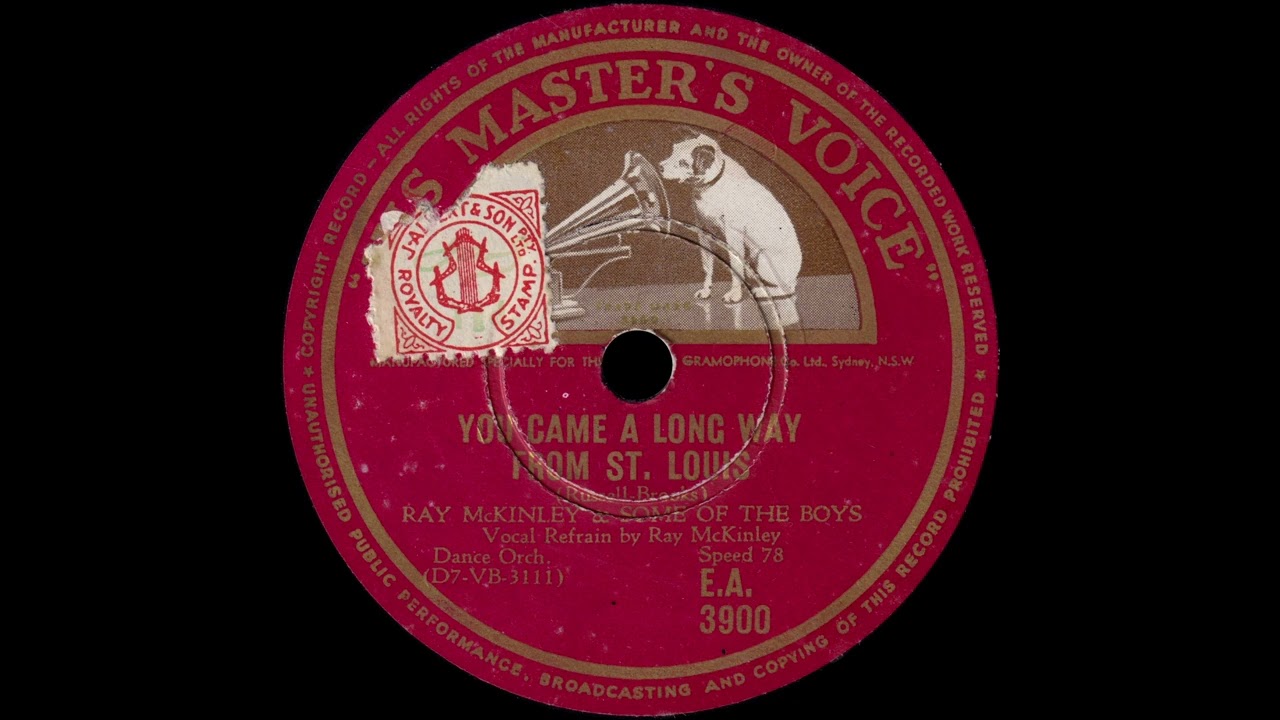 ★ COPYRIGHT RECORD – ALL RIGHTS OF THE MANUFACTURER AND THE OWNER OF THE RECORDED WORK RESERVED ★
UNAUTHORISED PUBLIC PERFORMANCE, BROADCASTING AND COPYING OF THIS RECORD PROHIBITED
MASTER'S VOICE"
& SON PTY LTD
ROYALTY STAMP.
MANUFACTURED FOR GRAMOPHONE Co. Ltd., Sydney, N.S.W
YOU CAME A LONG WAY
FROM ST. LOUIS
(Russell-Brooks)
RAY McKINLEY & SOME OF THE BOYS
Vocal Refrain by Ray McKinley
Dance Orch. Speed 78
(D7-VB-3111) E.A.
3900